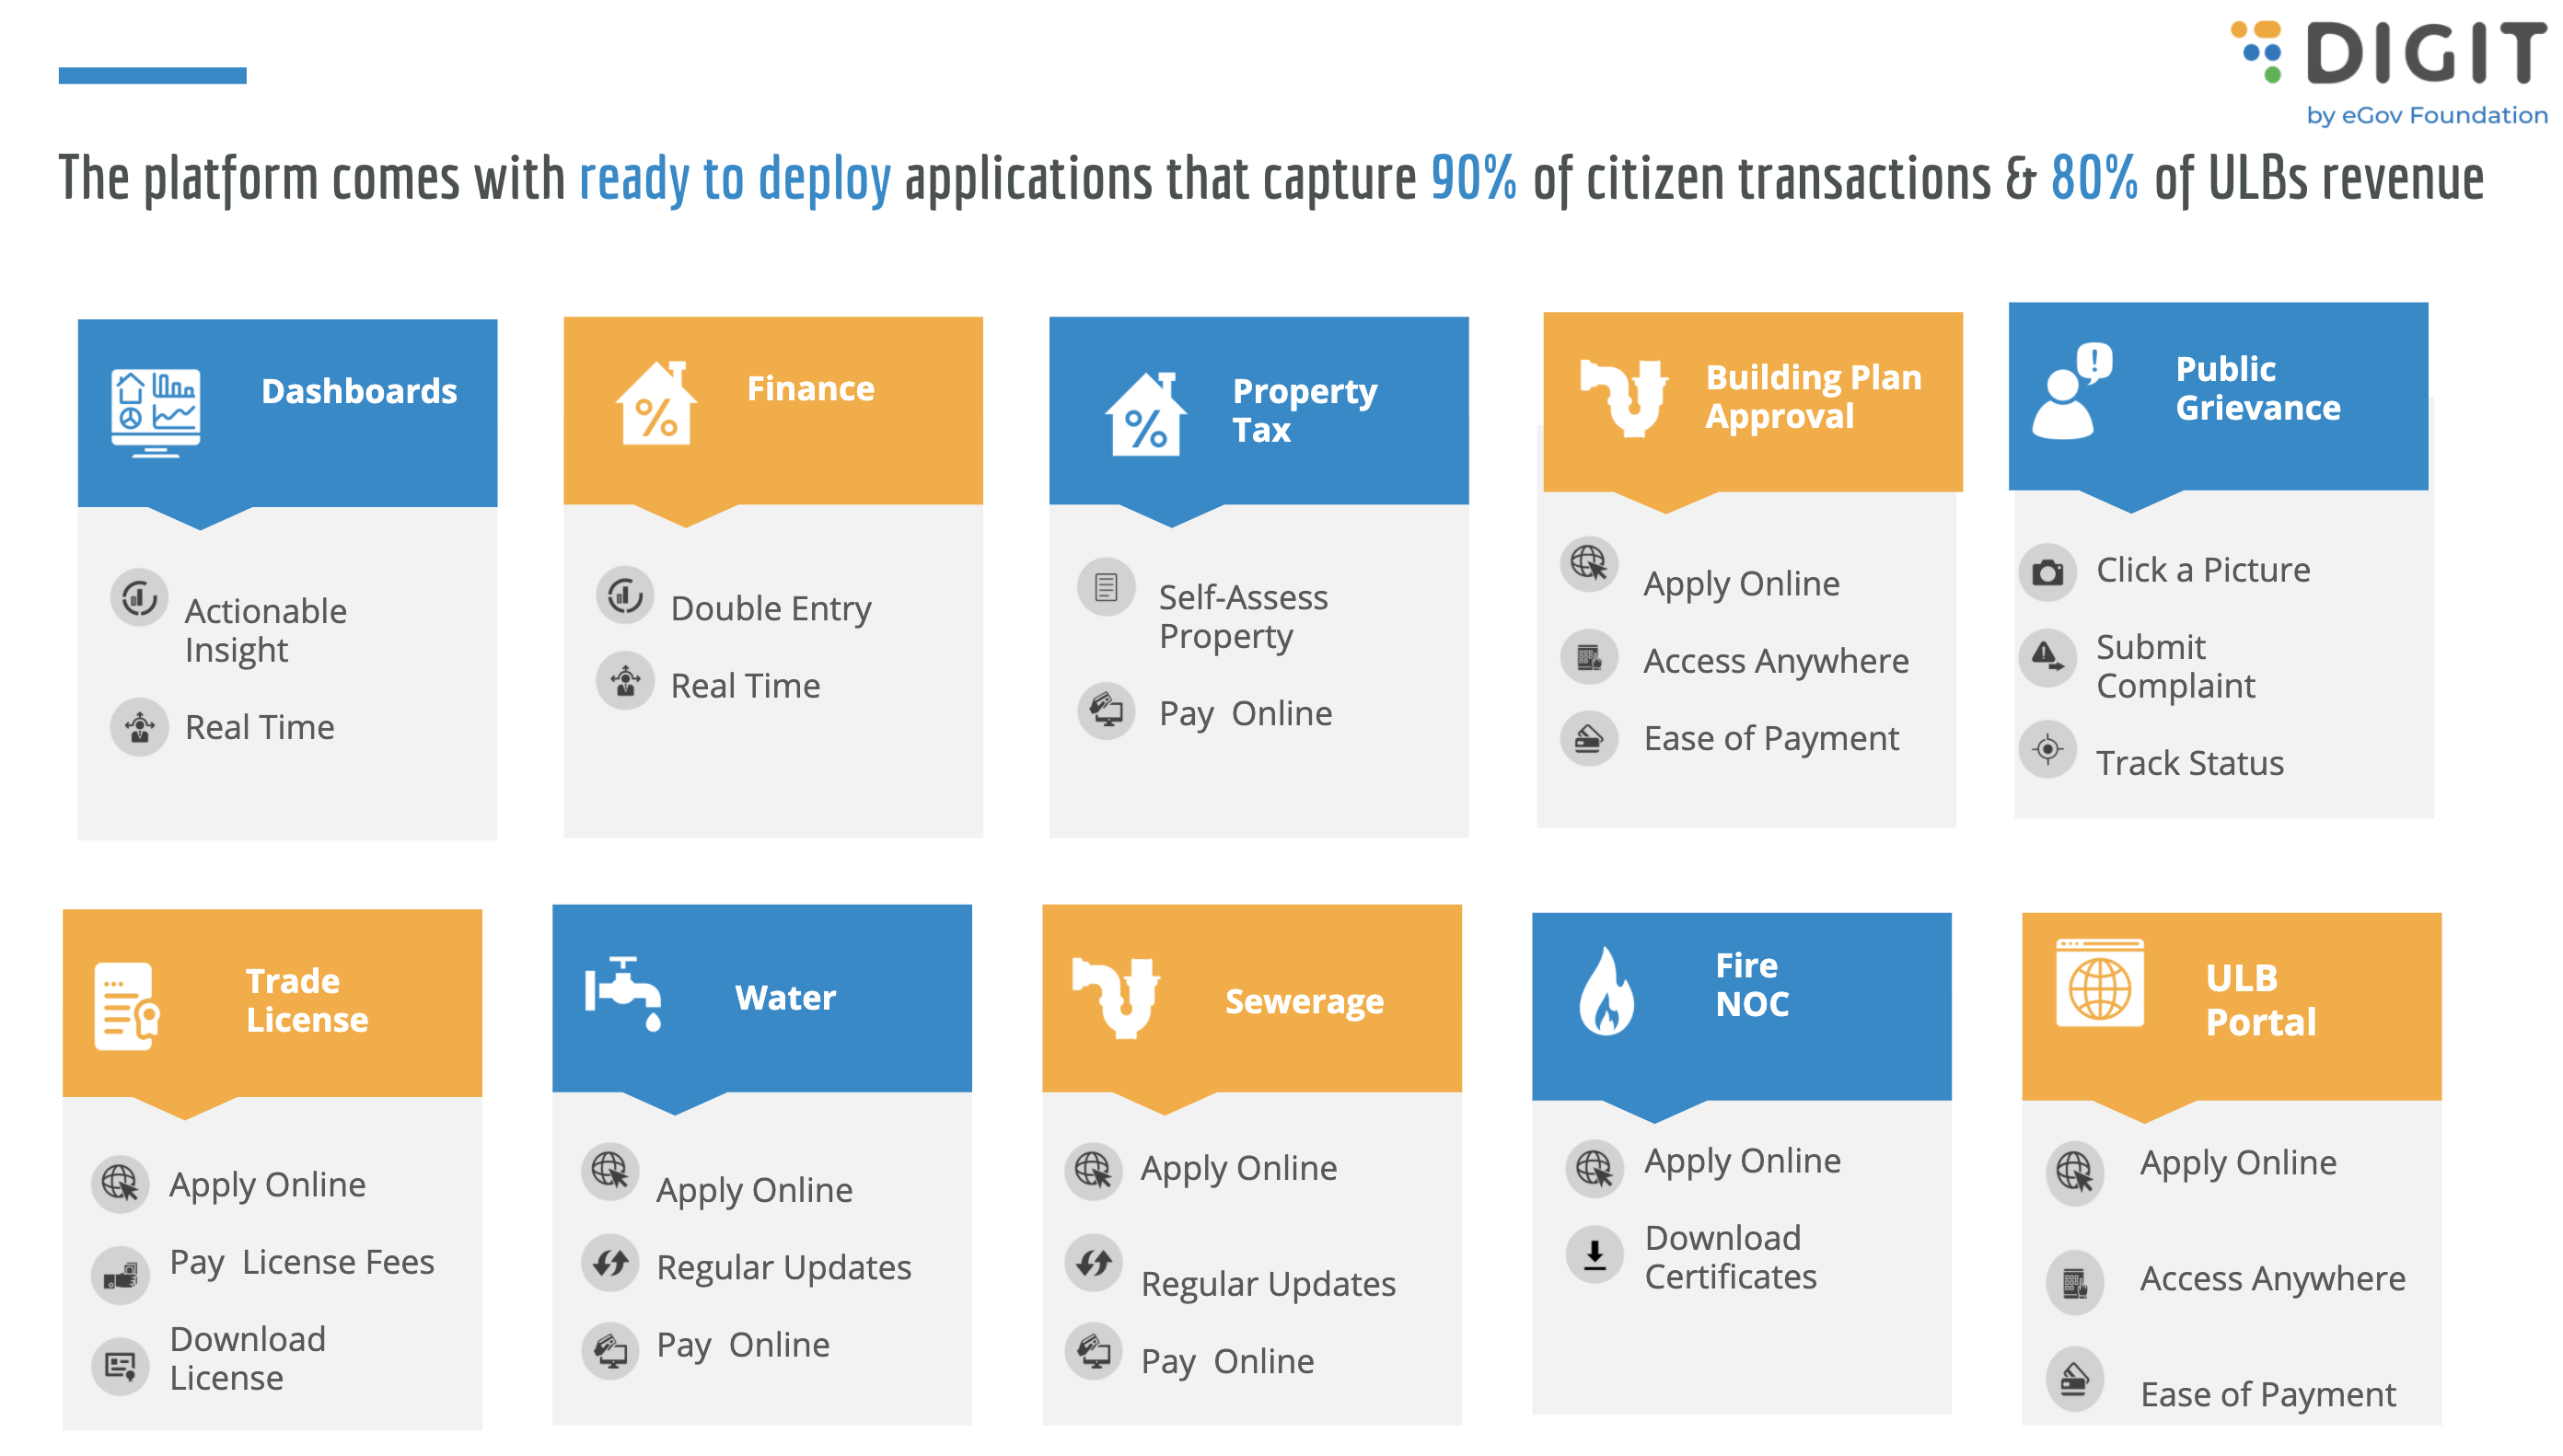 DIGIT
by eGov Foundation
The platform comes with ready to deploy applications that capture 90% of citizen transactions & 80% of ULBs revenue
Dashboards
Actionable
Insight
Real Time
Finance
Double Entry
Real Time
Property
Tax
Self-Assess
Property
Pay Online
Building Plan
Approval
Apply Online
Access Anywhere
Ease of Payment
Public
Grievance
Click a Picture
Submit
Complaint
Track Status
Trade
License
Apply Online
Pay License Fees
Download
License
Water
Apply Online
Regular Updates
Pay Online
Sewerage
Apply Online
Regular Updates
Pay Online
Fire
NOC
Apply Online
Download
Certificates
ULB
Portal
Apply Online
Access Anywhere
Ease of Payment